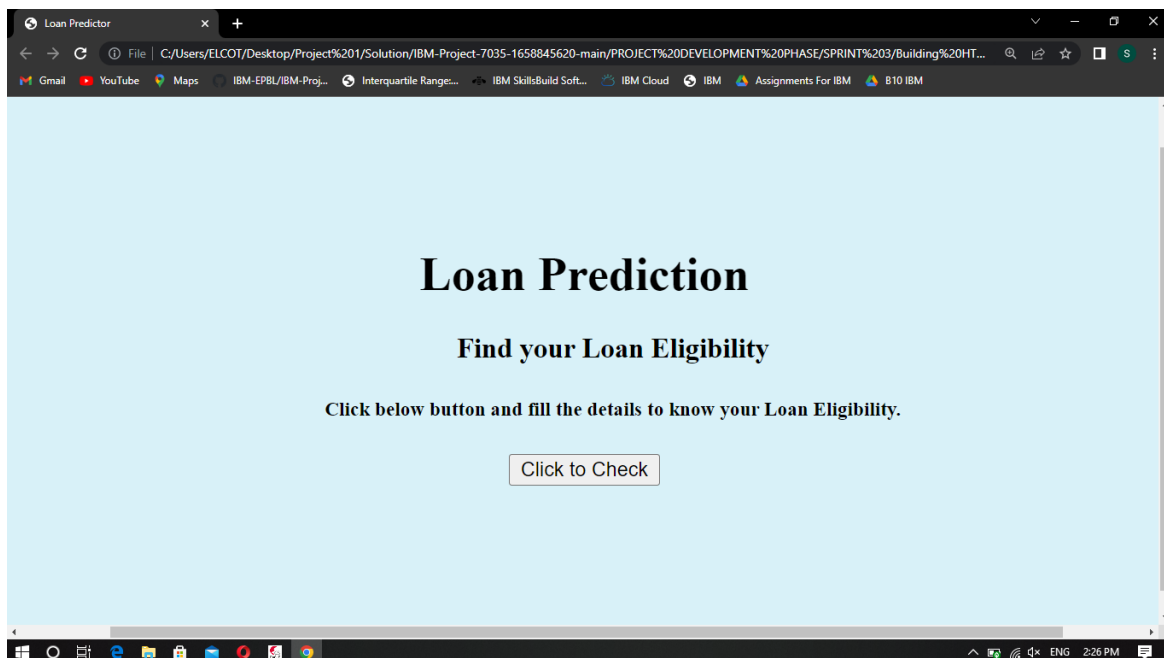 Loan Predictor
File | C:/Users/ELCOT/Desktop/Project%201/Solution/IBM-Project-7035-1658845620-main/PROJECT%20DEVELOPMENT%20PHASE/SPRINT%203/Building%20HT... S
Gmail YouTube Maps IBM-EPBL/IBM-Proj... Interquartile Range:... IBM SkillsBuild Soft... IBM Cloud IBM Assignments For IBM B10 IBM
Loan Prediction
Find your Loan Eligibility
Click below button and fill the details to know your Loan Eligibility.
Click to Check
ENG 2:26 PM